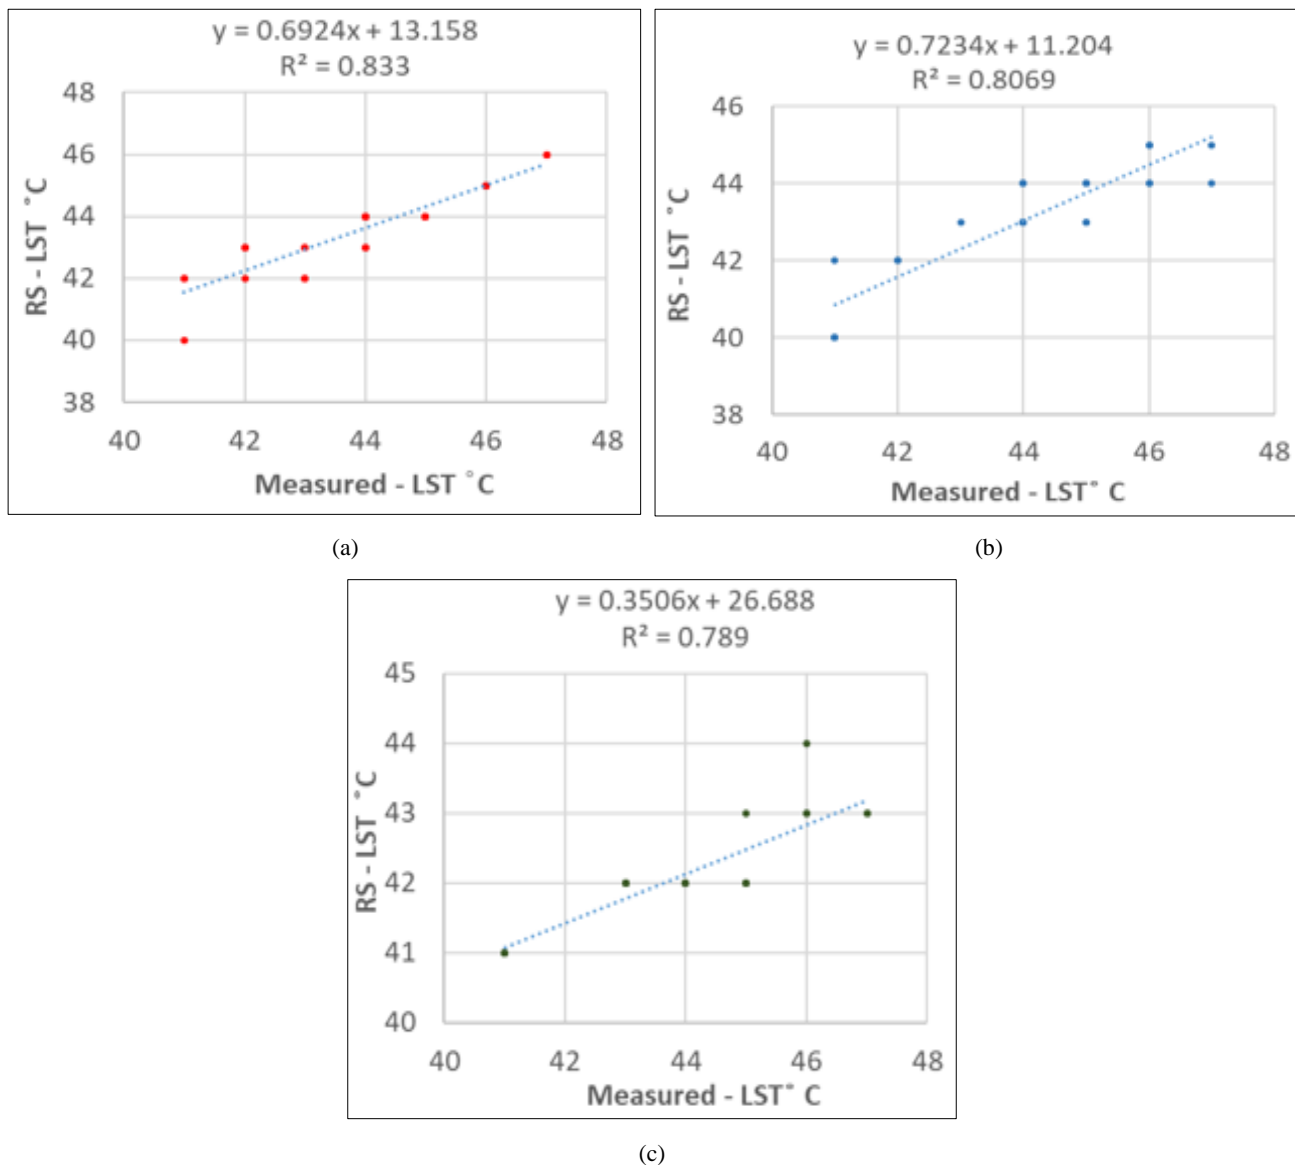 y = 0.6924x + 13.158
R² = 0.833
48
46
44
42
40
38
RS - LST °C
40 42 44 46 48
Measured - LST °C
(a)
y = 0.7234x + 11.204
R² = 0.8069
46
44
42
40
38
RS - LST °C
40 42 44 46 48
Measured - LST° C
(b)
y = 0.3506x + 26.688
R² = 0.789
45
44
43
42
41
40
RS - LST °C
40 42 44 46 48
Measured - LST° C
(c)